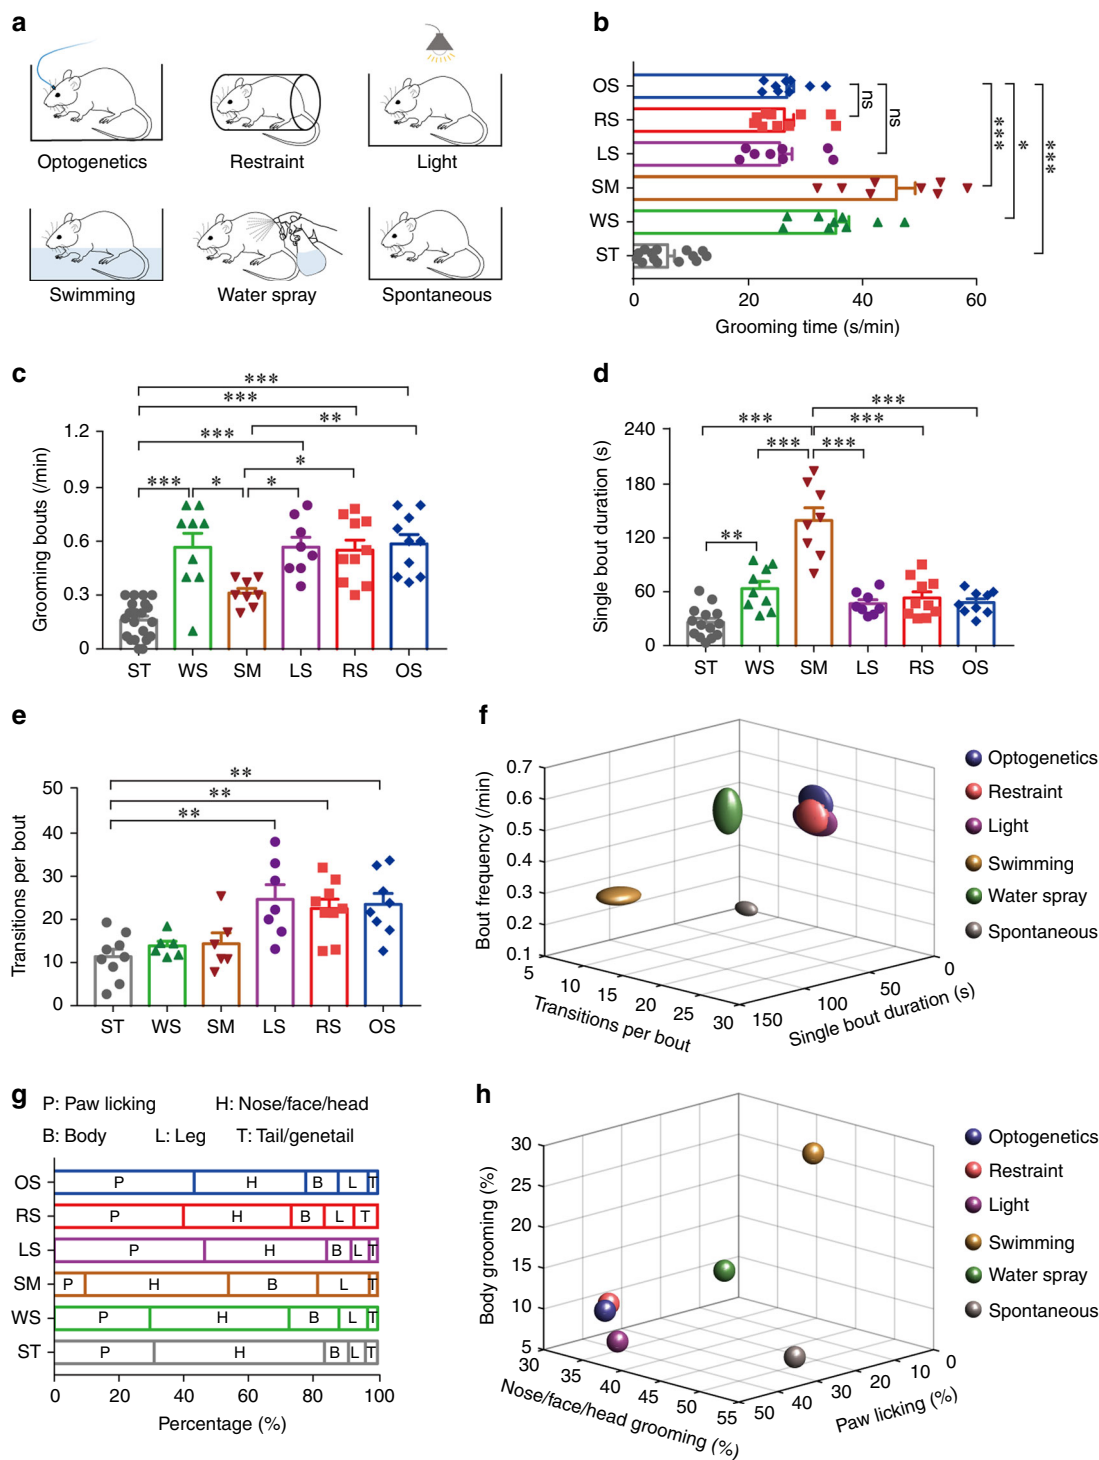 a
Optogenetics
Restraint
Light
Swimming
Water spray
Spontaneous
b
OS
RS
LS
SM
WS
ST
ns
ns
***
*
***
0 20 40 60
Grooming time (s/min)
c
***
***
**
***
*
*** * *
Grooming bouts (/min)
1.2
0.9
0.6
0.3
0
ST WS SM LS RS OS
d
***
*** ***
*** ***
**
Single bout duration (s)
240
180
120
60
0
ST WS SM LS RS OS
e
**
**
**
Transitions per bout
50
40
30
20
10
0
ST WS SM LS RS OS
f
Bout frequency (/min)
0.7
0.6
0.5
0.4
0.3
0.2
0.1
5 10 15 20 25 30
Transitions per bout
150 100 50 0
Single bout duration (s)
Optogenetics
Restraint
Light
Swimming
Water spray
Spontaneous
g
P: Paw licking H: Nose/face/head
B: Body L: Leg T: Tail/genetail
OS P H B L T
RS P H B L T
LS P H B L T
SM P H B L T
WS P H B L T
ST P H B L T
0 20 40 60 80 100
Percentage (%)
h
Body grooming (%)
30
25
20
15
10
5
30 35 40 45 50 55
Nose/face/head grooming (%)
50 40 30 20 10 0
Paw licking (%)
Optogenetics
Restraint
Light
Swimming
Water spray
Spontaneous